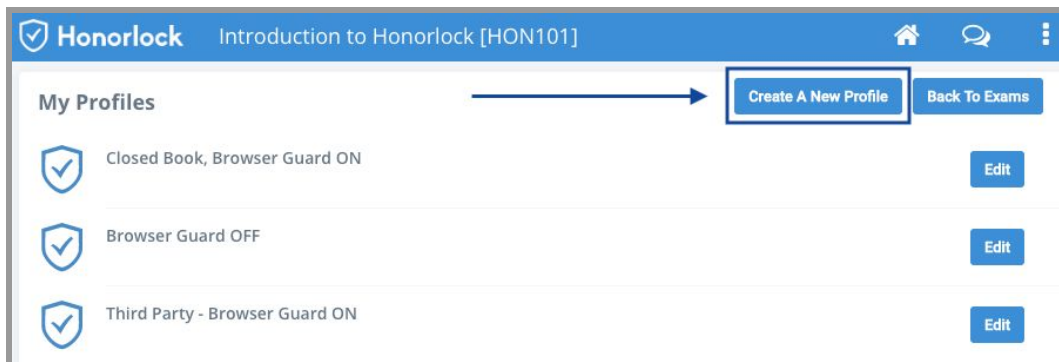 Honorlock Introduction to Honorlock [HON101]
My Profiles Create A New Profile Back To Exams
Closed Book, Browser Guard ON Edit
Browser Guard OFF Edit
Third Party - Browser Guard ON Edit